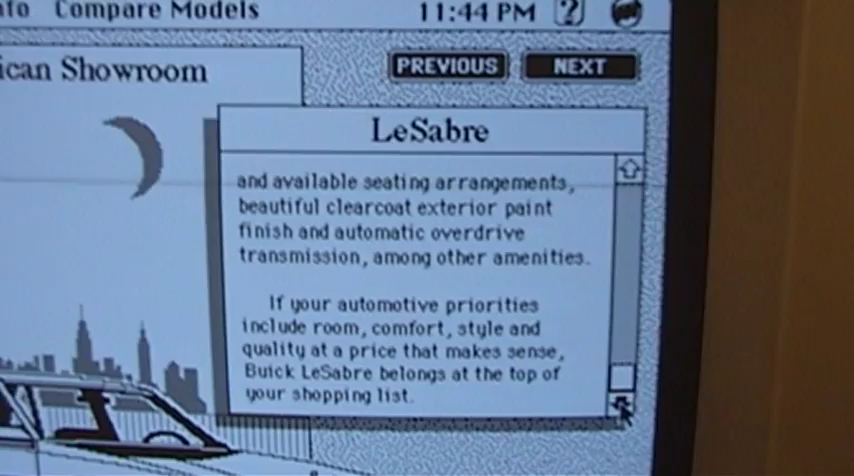 Compare Models
11:44 PM
?
Showroom
PREVIOUS
NEXT
LeSabre
and available seating arrangements,
beautiful clearcoat exterior paint
finish and automatic overdrive
transmission, among other amenities.
If your automotive priorities
include room, comfort, style and
quality at a price that makes sense,
Buick LeSabre belongs at the top of
your shopping list.